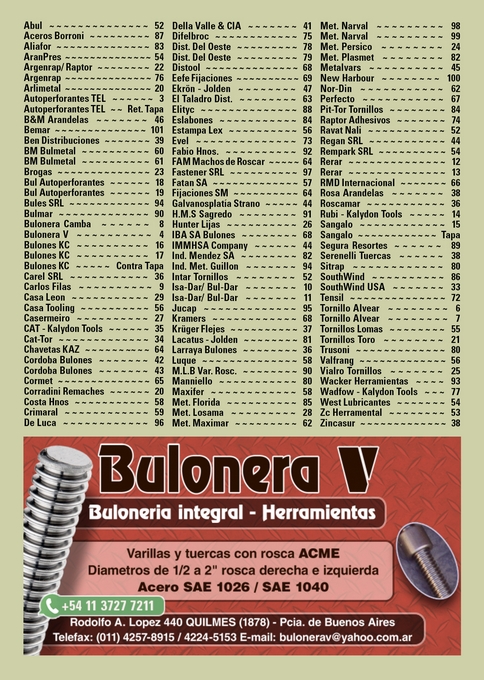 Abul ~ ~ ~ ~ ~ ~ ~ ~ ~ ~ ~ ~ ~ 52
Aceros Borroni ~ ~ ~ ~ ~ ~ ~ ~ 87
Aliafor ~ ~ ~ ~ ~ ~ ~ ~ ~ ~ ~ ~ 83
AranPres ~ ~ ~ ~ ~ ~ ~ ~ ~ ~ ~ 54
Argenrap/ Raptor ~ ~ ~ ~ ~ ~ 22
Argenrap ~ ~ ~ ~ ~ ~ ~ ~ ~ ~ ~ 76
Arlimetal ~ ~ ~ ~ ~ ~ ~ ~ ~ ~ ~ 20
Autoperforantes TEL ~ ~ ~ ~ 3
Autoperforantes TEL ~ ~ Ret. Tapa
B&M Arandelas ~ ~ ~ ~ ~ ~ ~ 46
Bemar ~ ~ ~ ~ ~ ~ ~ ~ ~ ~ ~ ~ 101
Ben Distribuciones ~ ~ ~ ~ ~ 39
BM Bulmetal ~ ~ ~ ~ ~ ~ ~ ~ ~ 60
BM Bulmetal ~ ~ ~ ~ ~ ~ ~ ~ ~ 61
Brogas ~ ~ ~ ~ ~ ~ ~ ~ ~ ~ ~ ~ 23
Bul Autoperforantes ~ ~ ~ ~ ~ 18
Bul Autoperforantes ~ ~ ~ ~ ~ 19
Bules SRL ~ ~ ~ ~ ~ ~ ~ ~ ~ ~ 94
Bulmar ~ ~ ~ ~ ~ ~ ~ ~ ~ ~ ~ ~ 90
Bulonera Camba ~ ~ ~ ~ ~ ~ ~ 8
Bulonera V ~ ~ ~ ~ ~ ~ ~ ~ ~ ~ 4
Bulones KC ~ ~ ~ ~ ~ ~ ~ ~ ~ 16
Bulones KC ~ ~ ~ ~ ~ ~ ~ ~ ~ 17
Bulones KC ~ ~ ~ ~ ~ Contra Tapa
Carel SRL ~ ~ ~ ~ ~ ~ ~ ~ ~ ~ 36
Carlos Filas ~ ~ ~ ~ ~ ~ ~ ~ ~ ~ 9
Casa Leon ~ ~ ~ ~ ~ ~ ~ ~ ~ ~ 29
Casa Tooling ~ ~ ~ ~ ~ ~ ~ ~ ~ 56
Casermeiro ~ ~ ~ ~ ~ ~ ~ ~ ~ 27
CAT - Kalydon Tools ~ ~ ~ ~ ~ 35
Cat-Tor ~ ~ ~ ~ ~ ~ ~ ~ ~ ~ ~ 34
Chavetas KAZ ~ ~ ~ ~ ~ ~ ~ ~ 64
Cordoba Bulones ~ ~ ~ ~ ~ ~ 42
Cordoba Bulones ~ ~ ~ ~ ~ ~ 43
Cormet ~ ~ ~ ~ ~ ~ ~ ~ ~ ~ ~ ~ 65
Corradini Remaches ~ ~ ~ ~ ~ 20
Costa Hnos ~ ~ ~ ~ ~ ~ ~ ~ ~ ~ 58
Crimaral ~ ~ ~ ~ ~ ~ ~ ~ ~ ~ ~ 59
De Luca ~ ~ ~ ~ ~ ~ ~ ~ ~ ~ ~ 96
Della Valle & CIA ~ ~ ~ ~ ~ ~ ~ 41
Difelbroc ~ ~ ~ ~ ~ ~ ~ ~ ~ ~ ~ 75
Dist. Del Oeste ~ ~ ~ ~ ~ ~ ~ ~ 78
Dist. Del Oeste ~ ~ ~ ~ ~ ~ ~ ~ 79
Distool ~ ~ ~ ~ ~ ~ ~ ~ ~ ~ ~ ~ 68
Eefe Fijaciones ~ ~ ~ ~ ~ ~ ~ ~ 69
Ekrön - Jolden ~ ~ ~ ~ ~ ~ ~ ~ 47
El Taladro Dist. ~ ~ ~ ~ ~ ~ ~ ~ 63
Elityc ~ ~ ~ ~ ~ ~ ~ ~ ~ ~ ~ ~ ~ 88
Eslabones ~ ~ ~ ~ ~ ~ ~ ~ ~ ~ 84
Estampa Lex ~ ~ ~ ~ ~ ~ ~ ~ ~ 56
Evel ~ ~ ~ ~ ~ ~ ~ ~ ~ ~ ~ ~ ~ 73
Fabio Hnos. ~ ~ ~ ~ ~ ~ ~ ~ ~ 92
FAM Machos de Roscar ~ ~ ~ 64
Fastener SRL ~ ~ ~ ~ ~ ~ ~ ~ ~ 97
Fatan SA ~ ~ ~ ~ ~ ~ ~ ~ ~ ~ ~ 57
Fijaciones SM ~ ~ ~ ~ ~ ~ ~ ~ 64
Galvanosplatia Strano ~ ~ ~ ~ 44
H.M.S Sagredo ~ ~ ~ ~ ~ ~ ~ ~ 91
Hunter Lijas ~ ~ ~ ~ ~ ~ ~ ~ ~ 26
IBA SA Bulones ~ ~ ~ ~ ~ ~ ~ 68
IMMHSA Company ~ ~ ~ ~ ~ ~ 44
Ind. Mendez SA ~ ~ ~ ~ ~ ~ ~ 82
Ind. Met. Guillon ~ ~ ~ ~ ~ ~ ~ 94
Intar Tornillos ~ ~ ~ ~ ~ ~ ~ ~ 52
Isa-Dar/ Bul-Dar ~ ~ ~ ~ ~ ~ ~ 10
Isa-Dar/ Bul-Dar ~ ~ ~ ~ ~ ~ ~ 11
Jucap ~ ~ ~ ~ ~ ~ ~ ~ ~ ~ ~ ~ 95
Kramers ~ ~ ~ ~ ~ ~ ~ ~ ~ ~ ~ 68
Krüger Flejes ~ ~ ~ ~ ~ ~ ~ ~ ~ 37
Lacatus - Jolden ~ ~ ~ ~ ~ ~ ~ 81
Larraya Bulones ~ ~ ~ ~ ~ ~ ~ 36
Luque ~ ~ ~ ~ ~ ~ ~ ~ ~ ~ ~ ~ 58
M.L.B Var. Rosc. ~ ~ ~ ~ ~ ~ ~ 90
Manniello ~ ~ ~ ~ ~ ~ ~ ~ ~ ~ 80
Maxifer ~ ~ ~ ~ ~ ~ ~ ~ ~ ~ ~ 58
Met. Florida ~ ~ ~ ~ ~ ~ ~ ~ ~ 85
Met. Losama ~ ~ ~ ~ ~ ~ ~ ~ ~ 28
Met. Maximar ~ ~ ~ ~ ~ ~ ~ ~ 62
Met. Narval ~ ~ ~ ~ ~ ~ ~ ~ ~ 98
Met. Narval ~ ~ ~ ~ ~ ~ ~ ~ ~ 99
Met. Persico ~ ~ ~ ~ ~ ~ ~ ~ ~ 24
Met. Plasmet ~ ~ ~ ~ ~ ~ ~ ~ ~ 82
Metalvars ~ ~ ~ ~ ~ ~ ~ ~ ~ ~ 45
New Harbour ~ ~ ~ ~ ~ ~ ~ ~ 100
Nor-Din ~ ~ ~ ~ ~ ~ ~ ~ ~ ~ ~ 62
Perfecto ~ ~ ~ ~ ~ ~ ~ ~ ~ ~ ~ 67
Pit-Tor Tornillos ~ ~ ~ ~ ~ ~ ~ 84
Raptor Adhesivos ~ ~ ~ ~ ~ ~ 74
Ravat Nali ~ ~ ~ ~ ~ ~ ~ ~ ~ ~ 52
Regan SRL ~ ~ ~ ~ ~ ~ ~ ~ ~ 44
Rempark SRL ~ ~ ~ ~ ~ ~ ~ ~ 54
Rerar ~ ~ ~ ~ ~ ~ ~ ~ ~ ~ ~ ~ 12
Rerar ~ ~ ~ ~ ~ ~ ~ ~ ~ ~ ~ ~ 13
RMD Internacional ~ ~ ~ ~ ~ ~ 66
Rosa Arandelas ~ ~ ~ ~ ~ ~ ~ 38
Roscamar ~ ~ ~ ~ ~ ~ ~ ~ ~ ~ 36
Rubi - Kalydon Tools ~ ~ ~ ~ ~ 14
Sangalo ~ ~ ~ ~ ~ ~ ~ ~ ~ ~ ~ 15
Sangalo ~ ~ ~ ~ ~ ~ ~ ~ ~ ~ Tapa
Segura Resortes ~ ~ ~ ~ ~ ~ ~ 89
Serenelli Tuercas ~ ~ ~ ~ ~ ~ 38
Sitrap ~ ~ ~ ~ ~ ~ ~ ~ ~ ~ ~ ~ 80
SouthWind ~ ~ ~ ~ ~ ~ ~ ~ ~ ~ 86
SouthWind USA ~ ~ ~ ~ ~ ~ ~ 33
Tensil ~ ~ ~ ~ ~ ~ ~ ~ ~ ~ ~ ~ 72
Tornillo Alvear ~ ~ ~ ~ ~ ~ ~ ~ 6
Tornillo Alvear ~ ~ ~ ~ ~ ~ ~ ~ 7
Tornillos Lomas ~ ~ ~ ~ ~ ~ ~ 55
Tornillos Toro ~ ~ ~ ~ ~ ~ ~ ~ 21
Trusoni ~ ~ ~ ~ ~ ~ ~ ~ ~ ~ ~ 80
Valfrang ~ ~ ~ ~ ~ ~ ~ ~ ~ ~ ~ 56
Vialro Tornillos ~ ~ ~ ~ ~ ~ ~ 25
Wacker Herramientas ~ ~ ~ ~ 93
Wadfow - Kalydon Tools ~ ~ ~ 77
West Lubricantes ~ ~ ~ ~ ~ ~ 54
Zc Herramental ~ ~ ~ ~ ~ ~ ~ 53
Zincasur ~ ~ ~ ~ ~ ~ ~ ~ ~ ~ ~ 38
Bulonera V
Buloneria integral - Herramientas
Varillas y tuercas con rosca ACME
Diametros de 1/2 a 2" rosca derecha e izquierda
Acero SAE 1026 / SAE 1040
+54 11 3727 7211
Rodolfo A. Lopez 440 QUILMES (1878) - Pcia. de Buenos Aires
Telefax: (011) 4257-8915 / 4224-5153 E-mail: bulonerav@yahoo.com.ar